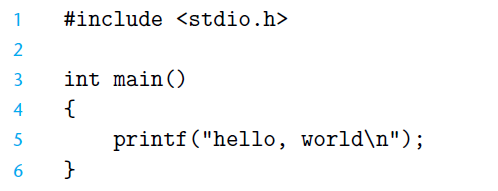 1 #include <stdio.h>
2
3 int main()
4 {
5     printf("hello, world\n");
6 }